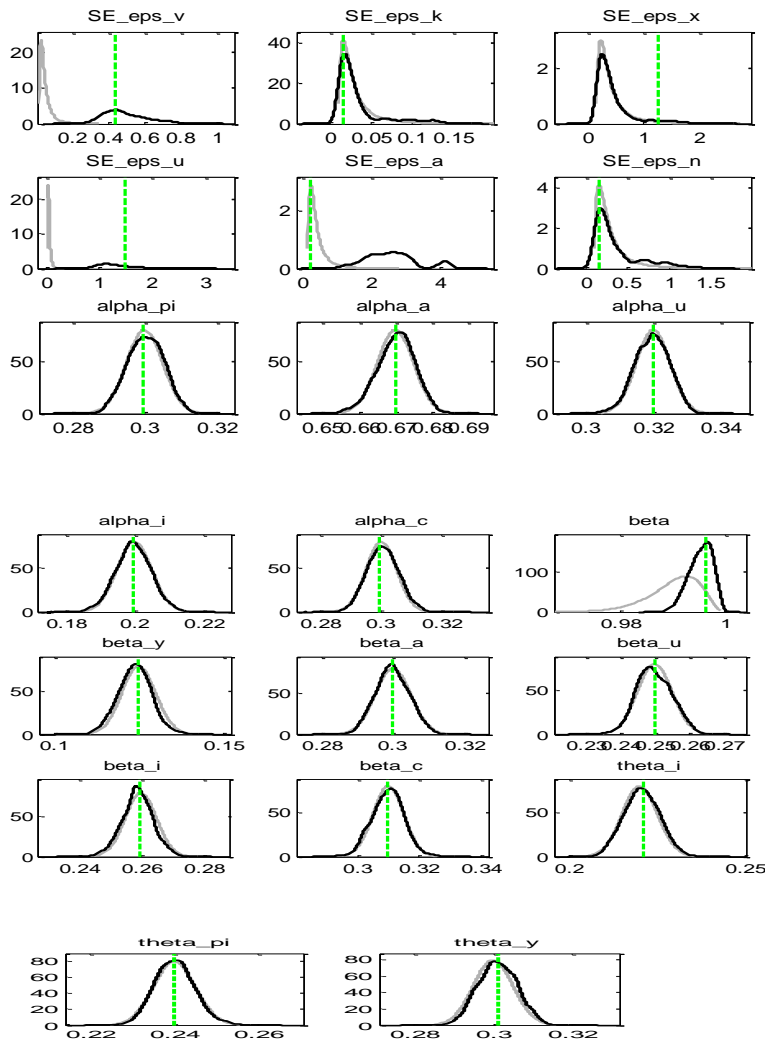 SE_eps_v SE_eps_k SE_eps_x
20 40 2
10 20
0 0 0
0.2 0.4 0.6 0.8 1 0 0.05 0.1 0.15 0 1 2
SE_eps_u SE_eps_a SE_eps_n
20 2 4
10 2
0 0 0
0 1 2 3 0 2 4 0 0.5 1 1.5
alpha_pi alpha_a alpha_u
50 50 50
0 0 0
0.28 0.3 0.32 0.65 0.66 0.67 0.68 0.69 0.3 0.32 0.34
alpha_i alpha_c beta
50 50 100
0 0 0
0.18 0.2 0.22 0.28 0.3 0.32 0.98 1
beta_y beta_a beta_u
50 50 50
0 0 0
0.1 0.15 0.28 0.3 0.32 0.23 0.24 0.25 0.26 0.27
beta_i beta_c theta_i
50 50 50
0 0 0
0.24 0.26 0.28 0.3 0.32 0.34 0.2 0.25
theta_pi theta_y
80 80
60 60
40 40
20 20
0 0
0.22 0.24 0.26 0.28 0.3 0.32